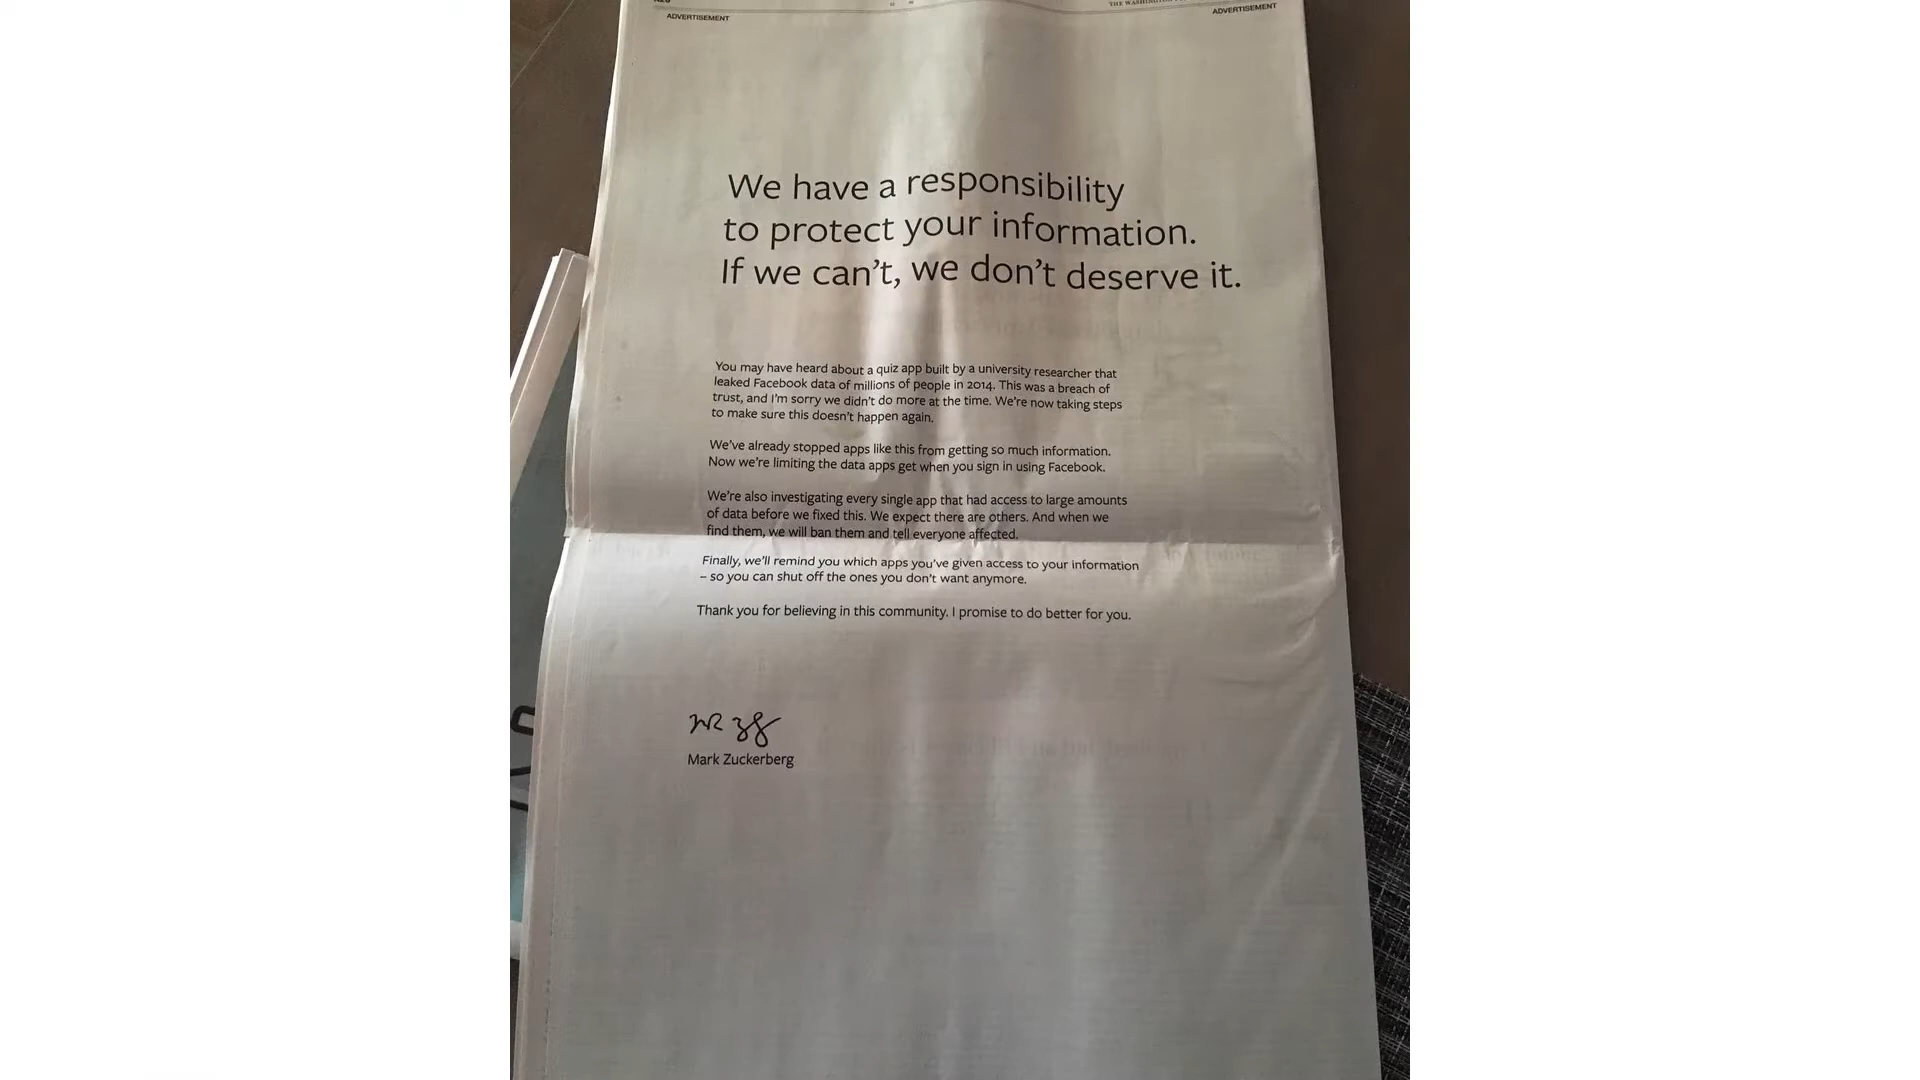 ADVERTISEMENT
THE WASHINGTON
ADVERTISEMENT
We have a responsibility
to protect your information.
If we can't, we don't deserve it.
You may have heard about a quiz app built by a university researcher that
leaked Facebook data of millions of people in 2014. This was a breach of
trust, and I'm sorry we didn't do more at the time. We're now taking steps
to make sure this doesn't happen again.
We've already stopped apps like this from getting so much information.
Now we're limiting the data apps get when you sign in using Facebook.
We're also investigating every single app that had access to large amounts
of data before we fixed this. We expect there are others. And when we
find them, we will ban them and tell everyone affected.
Finally, we'll remind you which apps you've given access to your information
– so you can shut off the ones you don't want anymore.
Thank you for believing in this community. I promise to do better for you.
Mark Zuckerberg